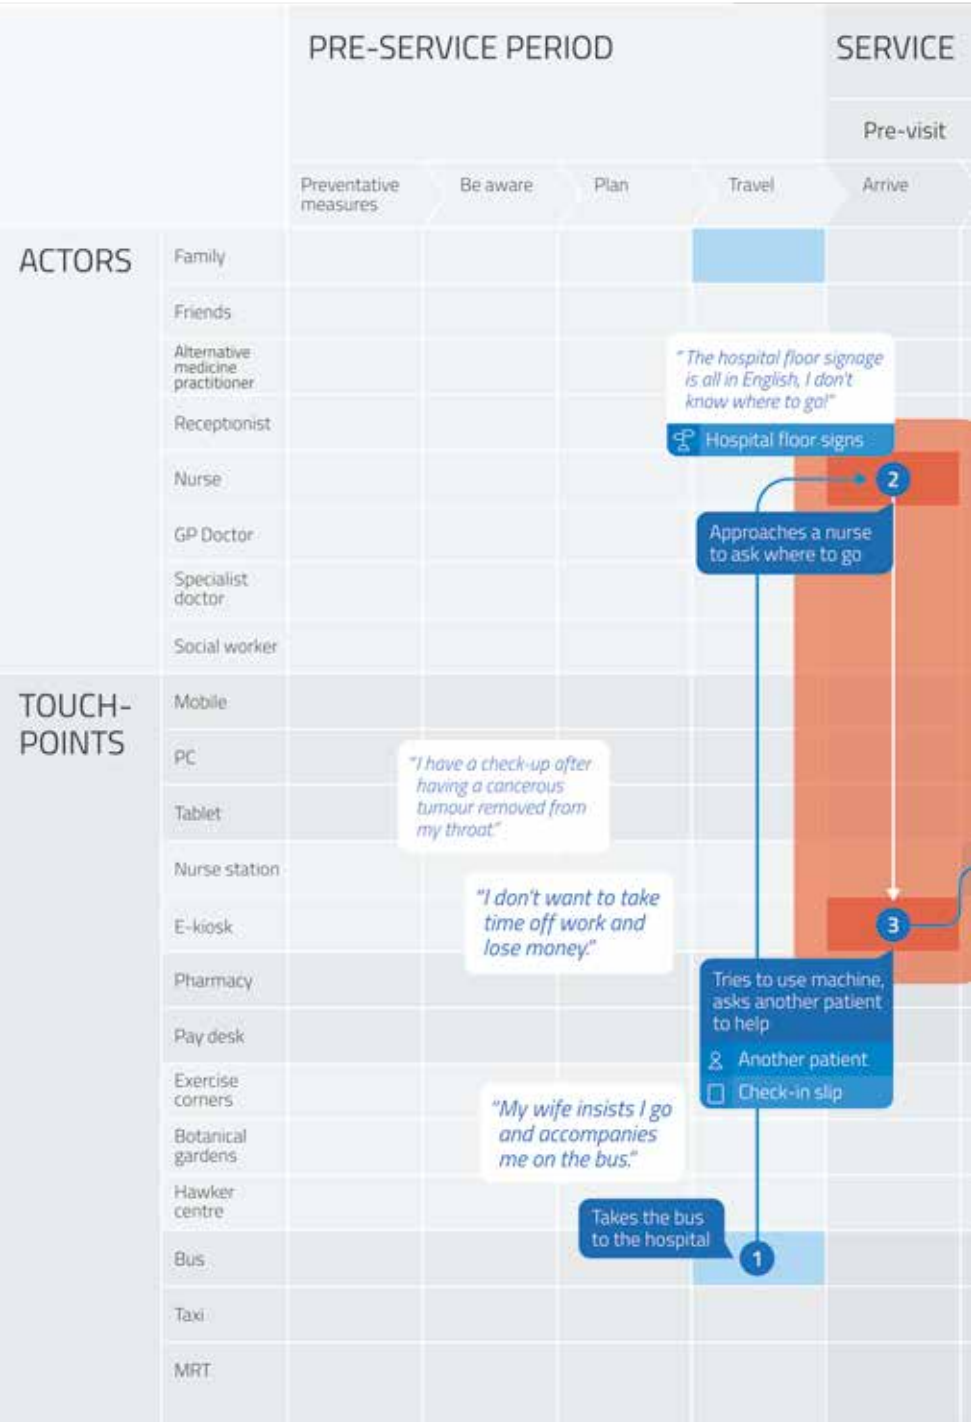 PRE-SERVICE PERIOD
SERVICE
Pre-visit
Preventative
measures
Be aware
Plan
Travel
Arrive
ACTORS
Family
Friends
Alternative
medicine
practitioner
Receptionist
Nurse
GP Doctor
Specialist
doctor
Social worker
"The hospital floor signage
is all in English, I don't
know where to go!"
Hospital floor signs
2
Approaches a nurse
to ask where to go
TOUCH-
POINTS
Mobile
PC
Tablet
Nurse station
E-kiosk
Pharmacy
Pay desk
Exercise
corners
Botanical
gardens
Hawker
centre
Bus
Taxi
MRT
"I have a check-up after
having a cancerous
tumour removed from
my throat"
"I don't want to take
time off work and
lose money."
3
Tries to use machine,
asks another patient
to help
Another patient
Check-in slip
"My wife insists I go
and accompanies
me on the bus."
Takes the bus
to the hospital
1